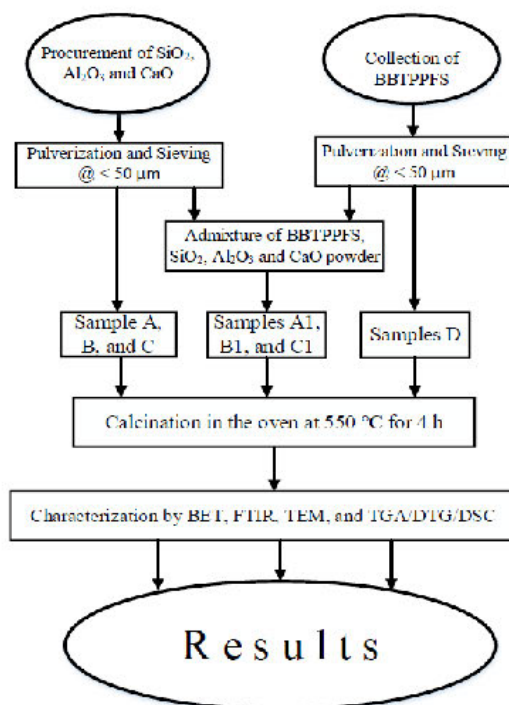 Procurement of SiO₂,
Al₂O₃ and CaO
Collection of
BBTPPFS
Pulverization and Sieving
@ < 50 µm
Pulverization and Sieving
@ < 50 µm
Admixture of BBTPPFS,
SiO₂, Al₂O₃ and CaO powder
Sample A,
B, and C
Samples A1,
B1, and C1
Samples D
Calcination in the oven at 550 °C for 4 h
Characterization by BET, FTIR, TEM, and TGA/DTG/DSC
Results